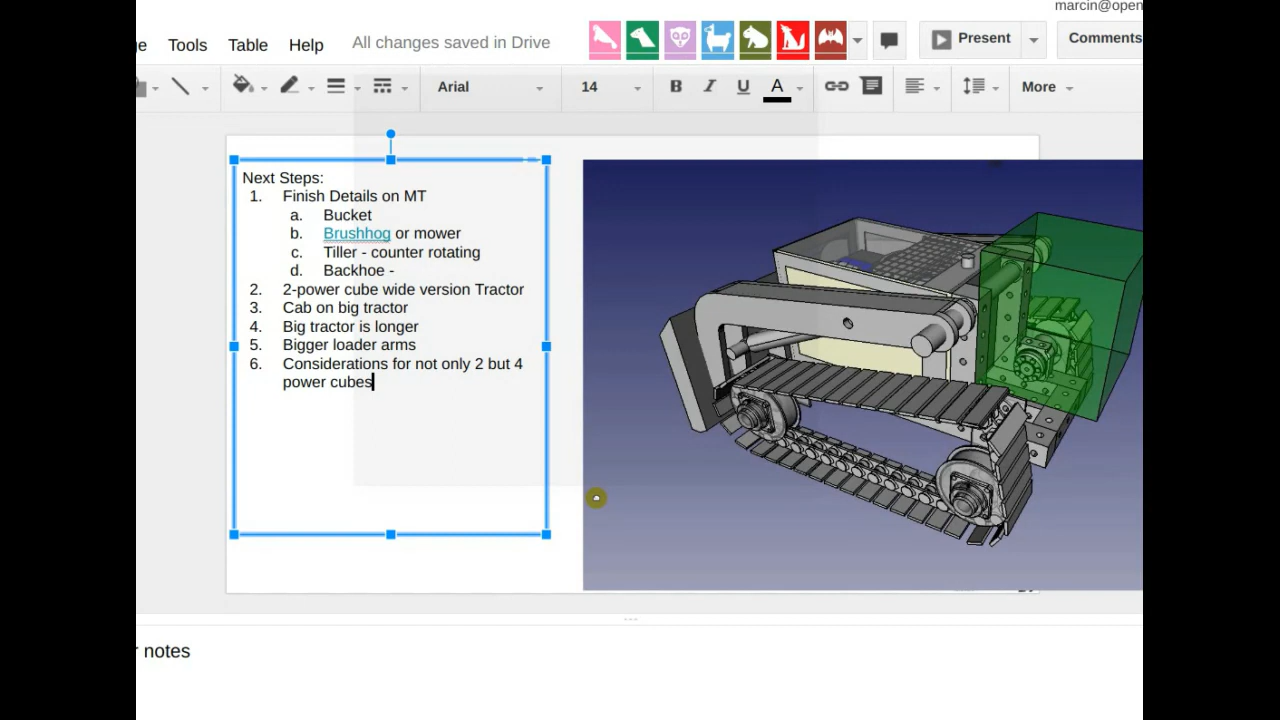 marcin@open
ge Tools Table Help All changes saved in Drive Present Comments
Arial 14 B I U A More
Next Steps:
1. Finish Details on MT
a. Bucket
b. Brushhog or mower
c. Tiller - counter rotating
d. Backhoe -
2. 2-power cube wide version Tractor
3. Cab on big tractor
4. Big tractor is longer
5. Bigger loader arms
6. Considerations for not only 2 but 4
power cubes
notes